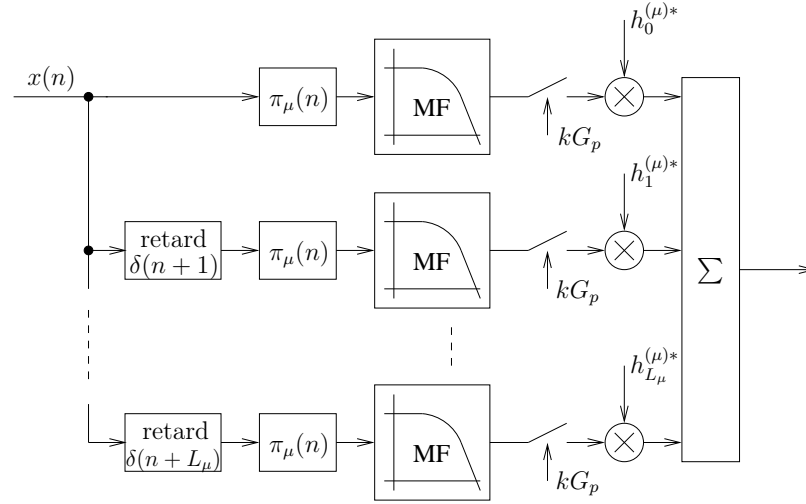 x(n)
π_μ(n)
MF
kG_p
h_0^{(μ)*}
retard
δ(n + 1)
π_μ(n)
MF
kG_p
h_1^{(μ)*}
Σ
retard
δ(n + L_μ)
π_μ(n)
MF
kG_p
h_{L_μ}^{(μ)*}